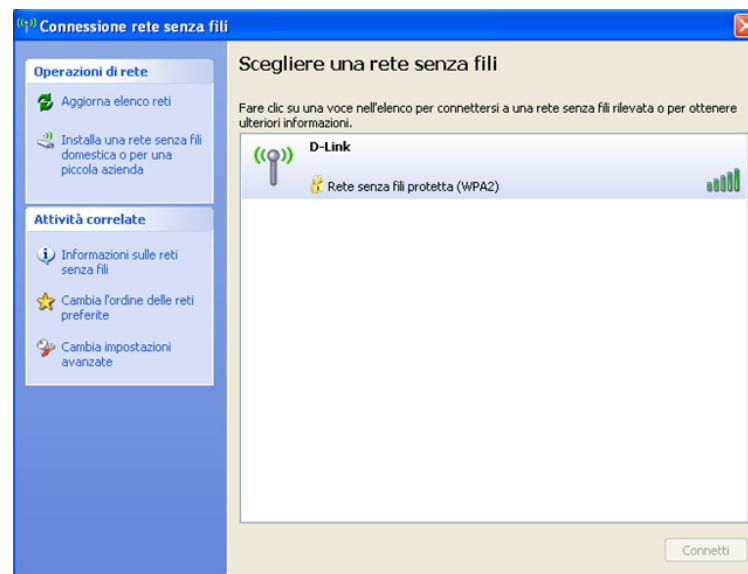 Connessione rete senza fili
Operazioni di rete
Aggiorna elenco reti
Installa una rete senza fili
domestica o per una
piccola azienda
Attività correlate
Informazioni sulle reti
senza fili
Cambia l'ordine delle reti
preferite
Cambia impostazioni
avanzate
Scegliere una rete senza fili
Fare clic su una voce nell'elenco per connettersi a una rete senza fili rilevata o per ottenere
ulteriori informazioni.
D-Link
Rete senza fili protetta (WPA2)
Connetti